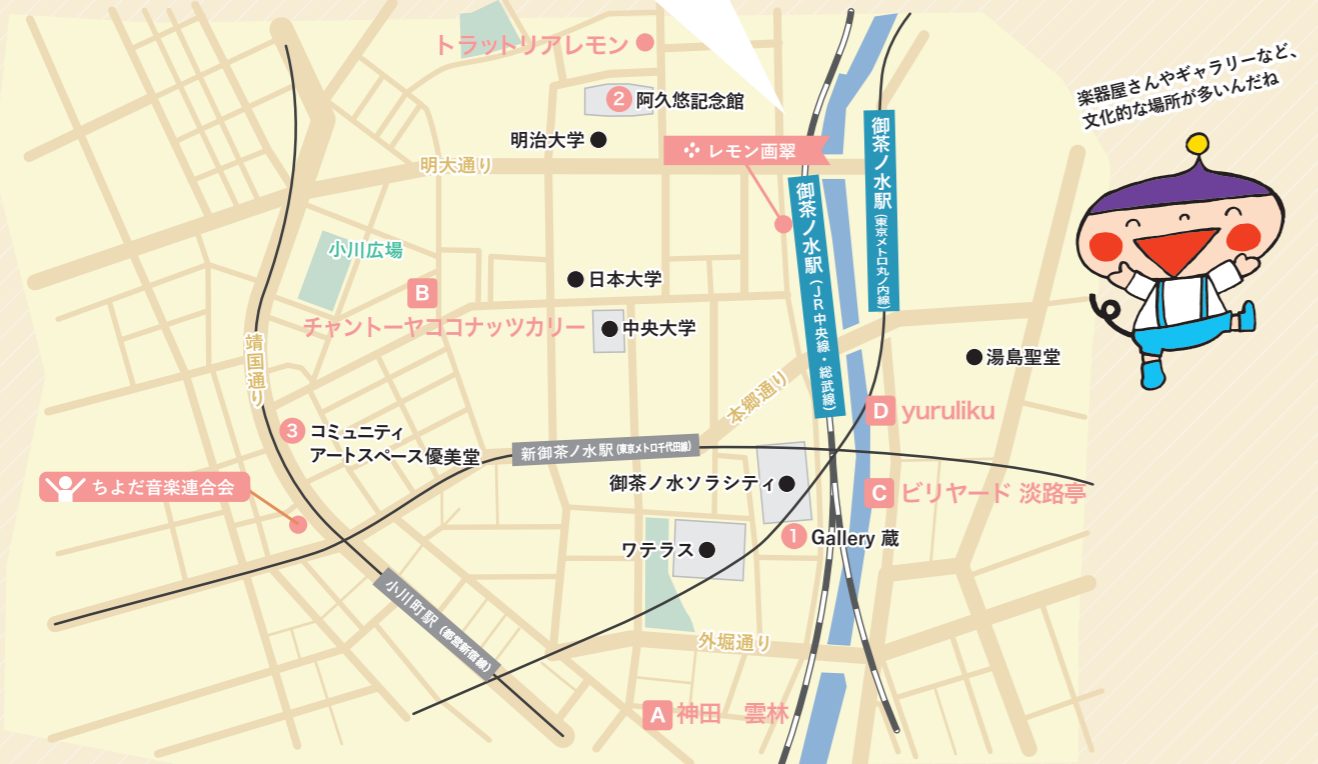 トラットリアレモン
2 阿久悠記念館
明治大学
明大通り
レモン画翠
楽器屋さんやギャラリーなど、
文化的な場所が多いんだね
御茶ノ水駅(東京メトロ丸ノ内線)
御茶ノ水駅(JR中央線・総武線)
小川広場
B
チャントーヤココナッツカリー
日本大学
中央大学
靖国通り
本郷通り
湯島聖堂
D yuruliku
3 コミュニティ
アートスペース優美堂
新御茶ノ水駅(東京メトロ千代田線)
ちよだ音楽連合会
御茶ノ水ソラシティ
C ビリヤード 淡路亭
1 Gallery 蔵
ワテラス
小川町駅(都営新宿線)
外堀通り
A 神田 雲林